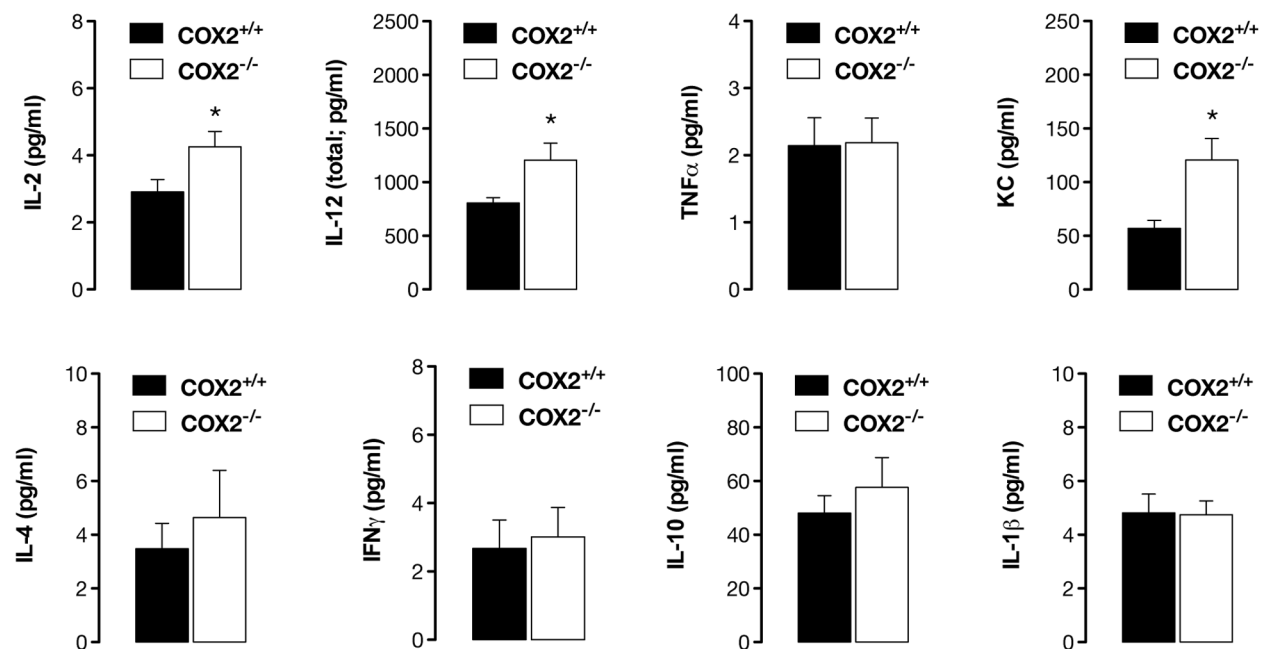 IL-2 (pg/ml)
8
6
4
2
0
COX2+/+
COX2-/-
*
IL-12 (total; pg/ml)
2500
2000
1500
1000
500
0
COX2+/+
COX2-/-
*
TNFα (pg/ml)
4
3
2
1
0
COX2+/+
COX2-/-
KC (pg/ml)
250
200
150
100
50
0
COX2+/+
COX2-/-
*
IL-4 (pg/ml)
10
8
6
4
2
0
COX2+/+
COX2-/-
IFNγ (pg/ml)
8
6
4
2
0
COX2+/+
COX2-/-
IL-10 (pg/ml)
100
80
60
40
20
0
COX2+/+
COX2-/-
IL-1β (pg/ml)
10
8
6
4
2
0
COX2+/+
COX2-/-